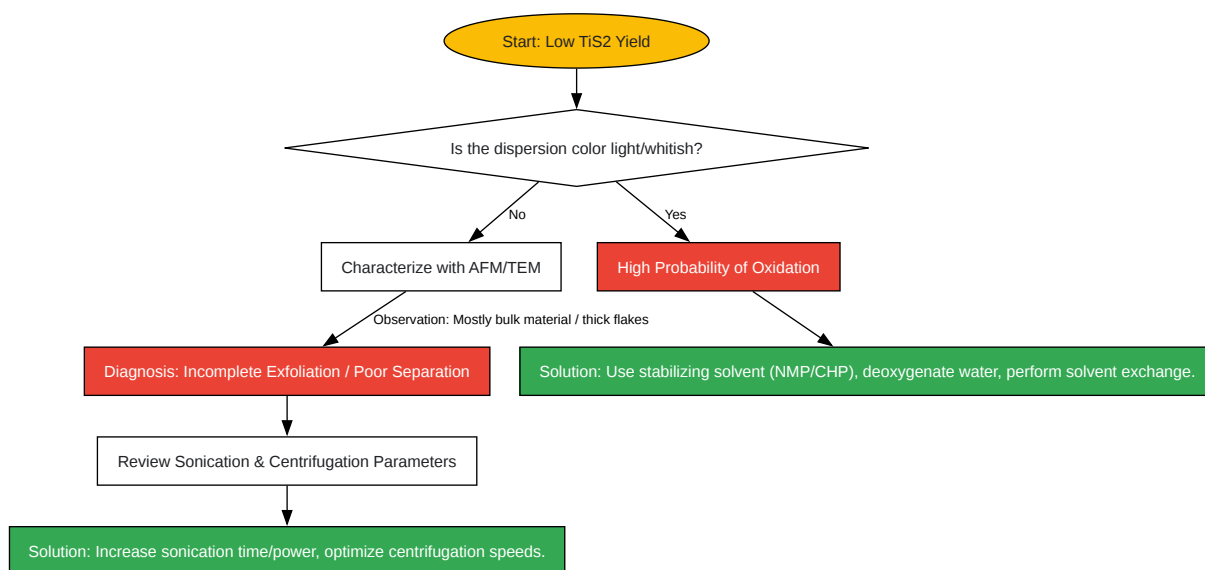 Start: Low TiS2 Yield
Is the dispersion color light/whitish?
No
Yes
Characterize with AFM/TEM
High Probability of Oxidation
Observation: Mostly bulk material / thick flakes
Diagnosis: Incomplete Exfoliation / Poor Separation
Solution: Use stabilizing solvent (NMP/CHP), deoxygenate water, perform solvent exchange.
Review Sonication & Centrifugation Parameters
Solution: Increase sonication time/power, optimize centrifugation speeds.